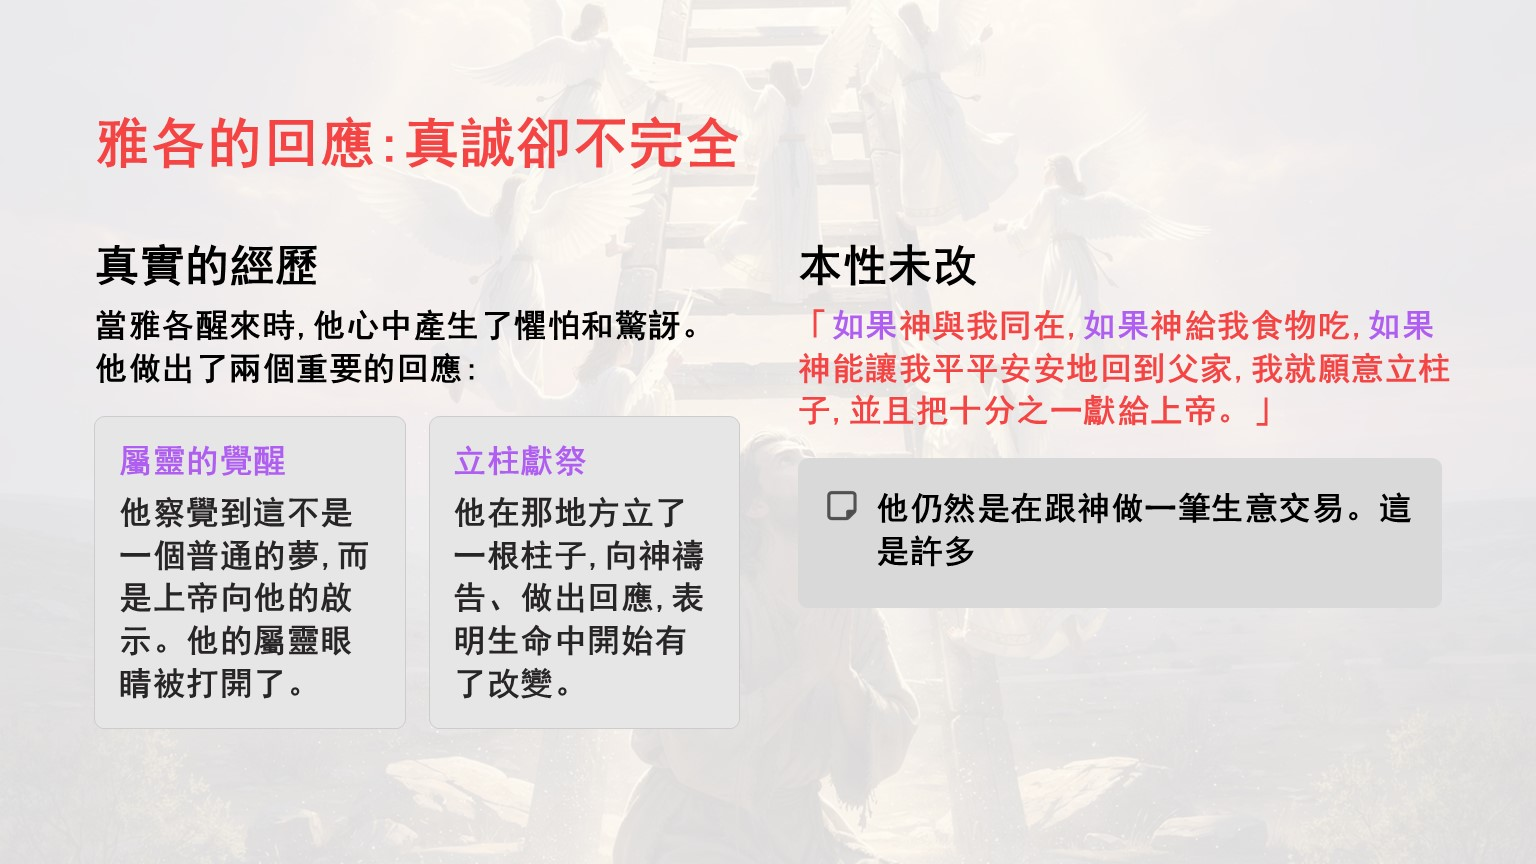 雅各的回應:真誠卻不完全
真實的經歷
當雅各醒來時,他心中產生了懼怕和驚訝。
他做出了兩個重要的回應:
屬靈的覺醒
他察覺到這不是
一個普通的夢,而
是上帝向他的啟
示。他的屬靈眼
睛被打開了。
立柱獻祭
他在那地方立了
一根柱子,向神禱
告、做出回應,表
明生命中開始有
了改變。
本性未改
「如果神與我同在,如果神給我食物吃,如果
神能讓我平平安安地回到父家,我就願意立柱
子,並且把十分之一獻給上帝。」
他仍然是在跟神做一筆生意交易。這
是許多